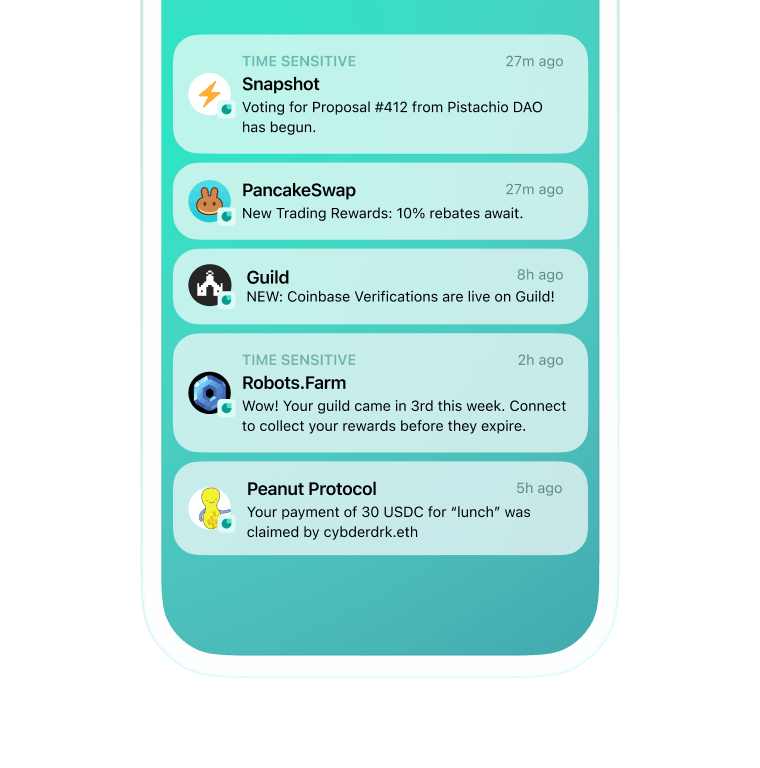 TIME SENSITIVE 27m ago
Snapshot
Voting for Proposal #412 from Pistachio DAO
has begun.
PancakeSwap 27m ago
New Trading Rewards: 10% rebates await.
Guild 8h ago
NEW: Coinbase Verifications are live on Guild!
TIME SENSITIVE 2h ago
Robots.Farm
Wow! Your guild came in 3rd this week. Connect
to collect your rewards before they expire.
Peanut Protocol 5h ago
Your payment of 30 USDC for “lunch” was
claimed by cybderdrk.eth